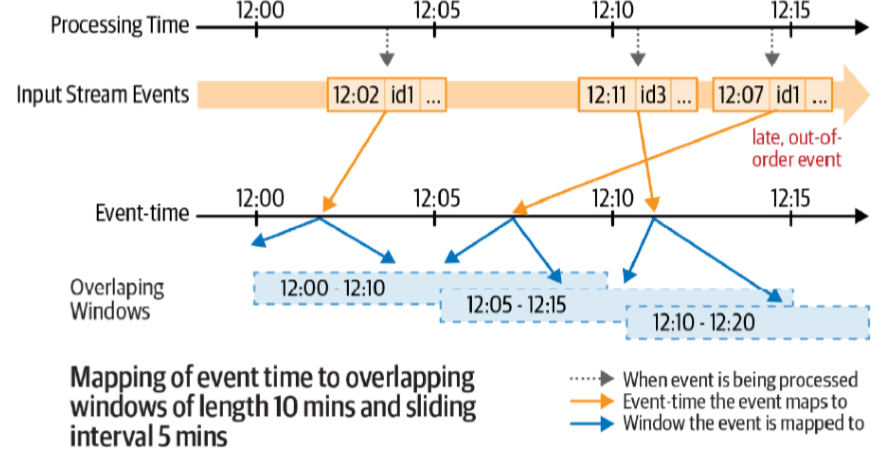 12:00 12:05 12:10 12:15
Processing Time
Input Stream Events
12:02 id1 ...
12:11 id3 ...
12:07 id1 ...
late, out-of-
order event
12:00 12:05 12:10 12:15
Event-time
Overlaping
Windows
12:00 - 12:10
12:05 - 12:15
12:10 - 12:20
Mapping of event time to overlapping
windows of length 10 mins and sliding
interval 5 mins
When event is being processed
Event-time the event maps to
Window the event is mapped to